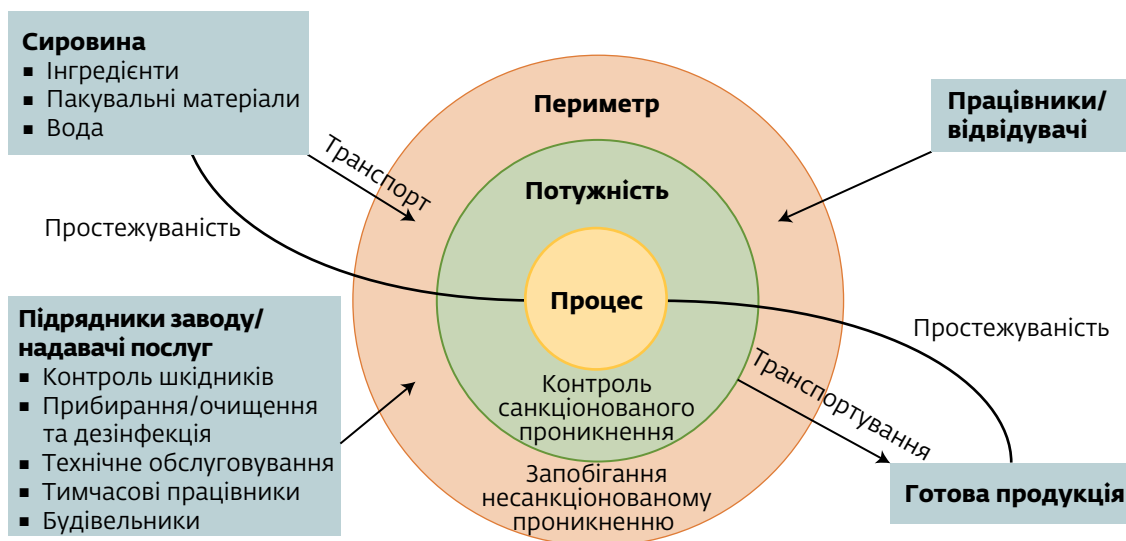 Сировина
▪ Інгредієнти
▪ Пакувальні матеріали
▪ Вода
Транспорт
Простежуваність
Підрядники заводу/
надавачі послуг
▪ Контроль шкідників
▪ Прибирання/очищення
та дезінфекція
▪ Технічне обслуговування
▪ Тимчасові працівники
▪ Будівельники
Периметр
Потужність
Процес
Контроль
санкціонованого
проникнення
Запобігання
несанкціонованому
проникненню
Працівники/
відвідувачі
Простежуваність
Транспортування
Готова продукція